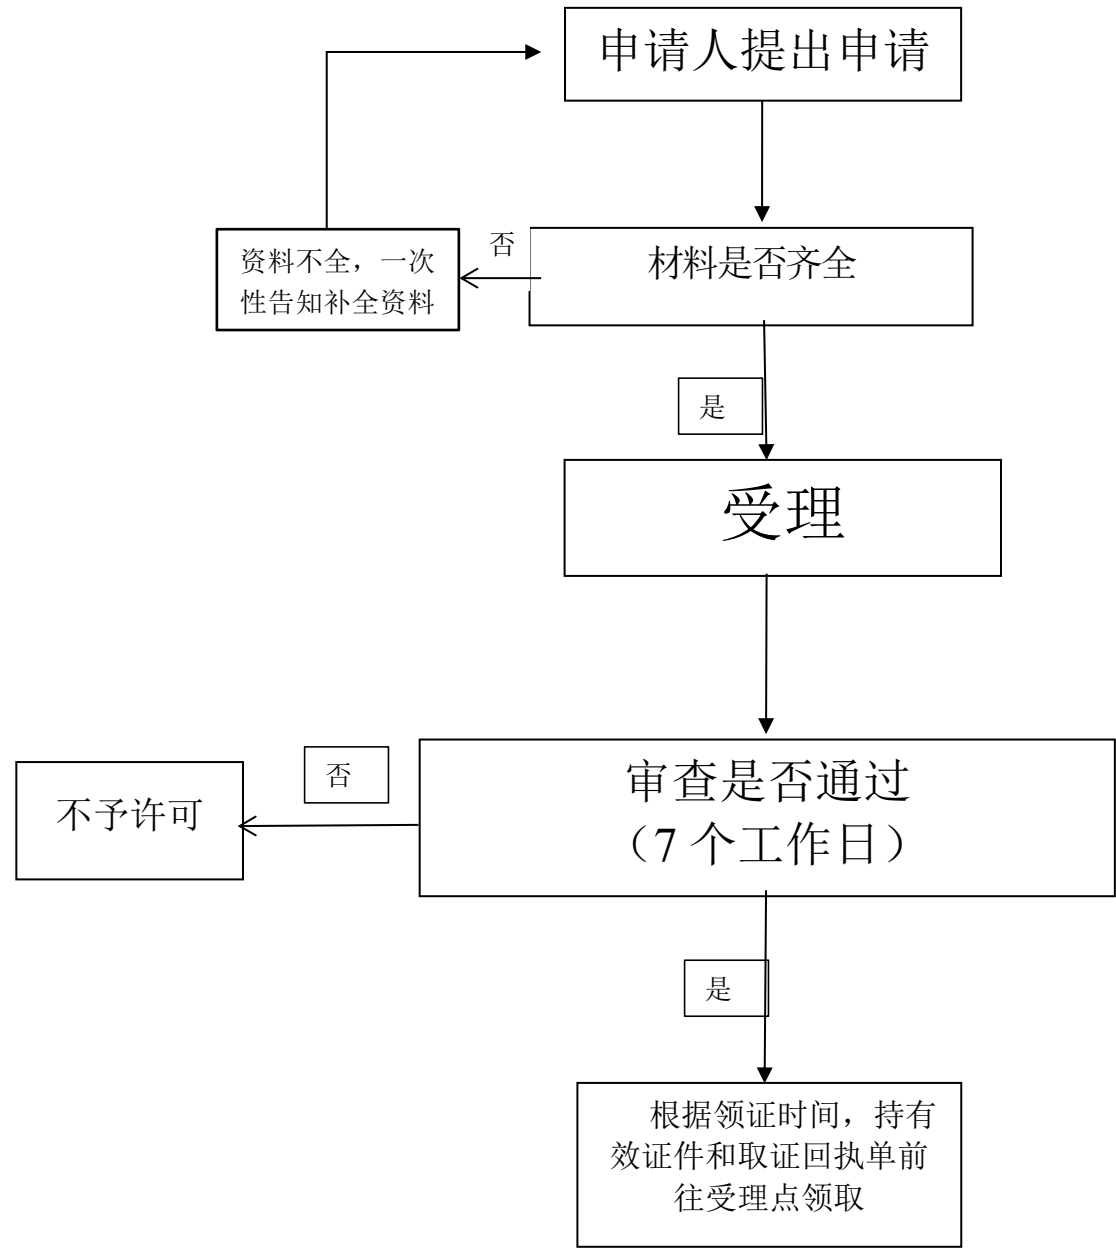 申请人提出申请
否
材料是否齐全
资料不全，一次
性告知补全资料
是
受理
否
审查是否通过
（7 个工作日）
不予许可
是
根据领证时间，持有
效证件和取证回执单前
往受理点领取